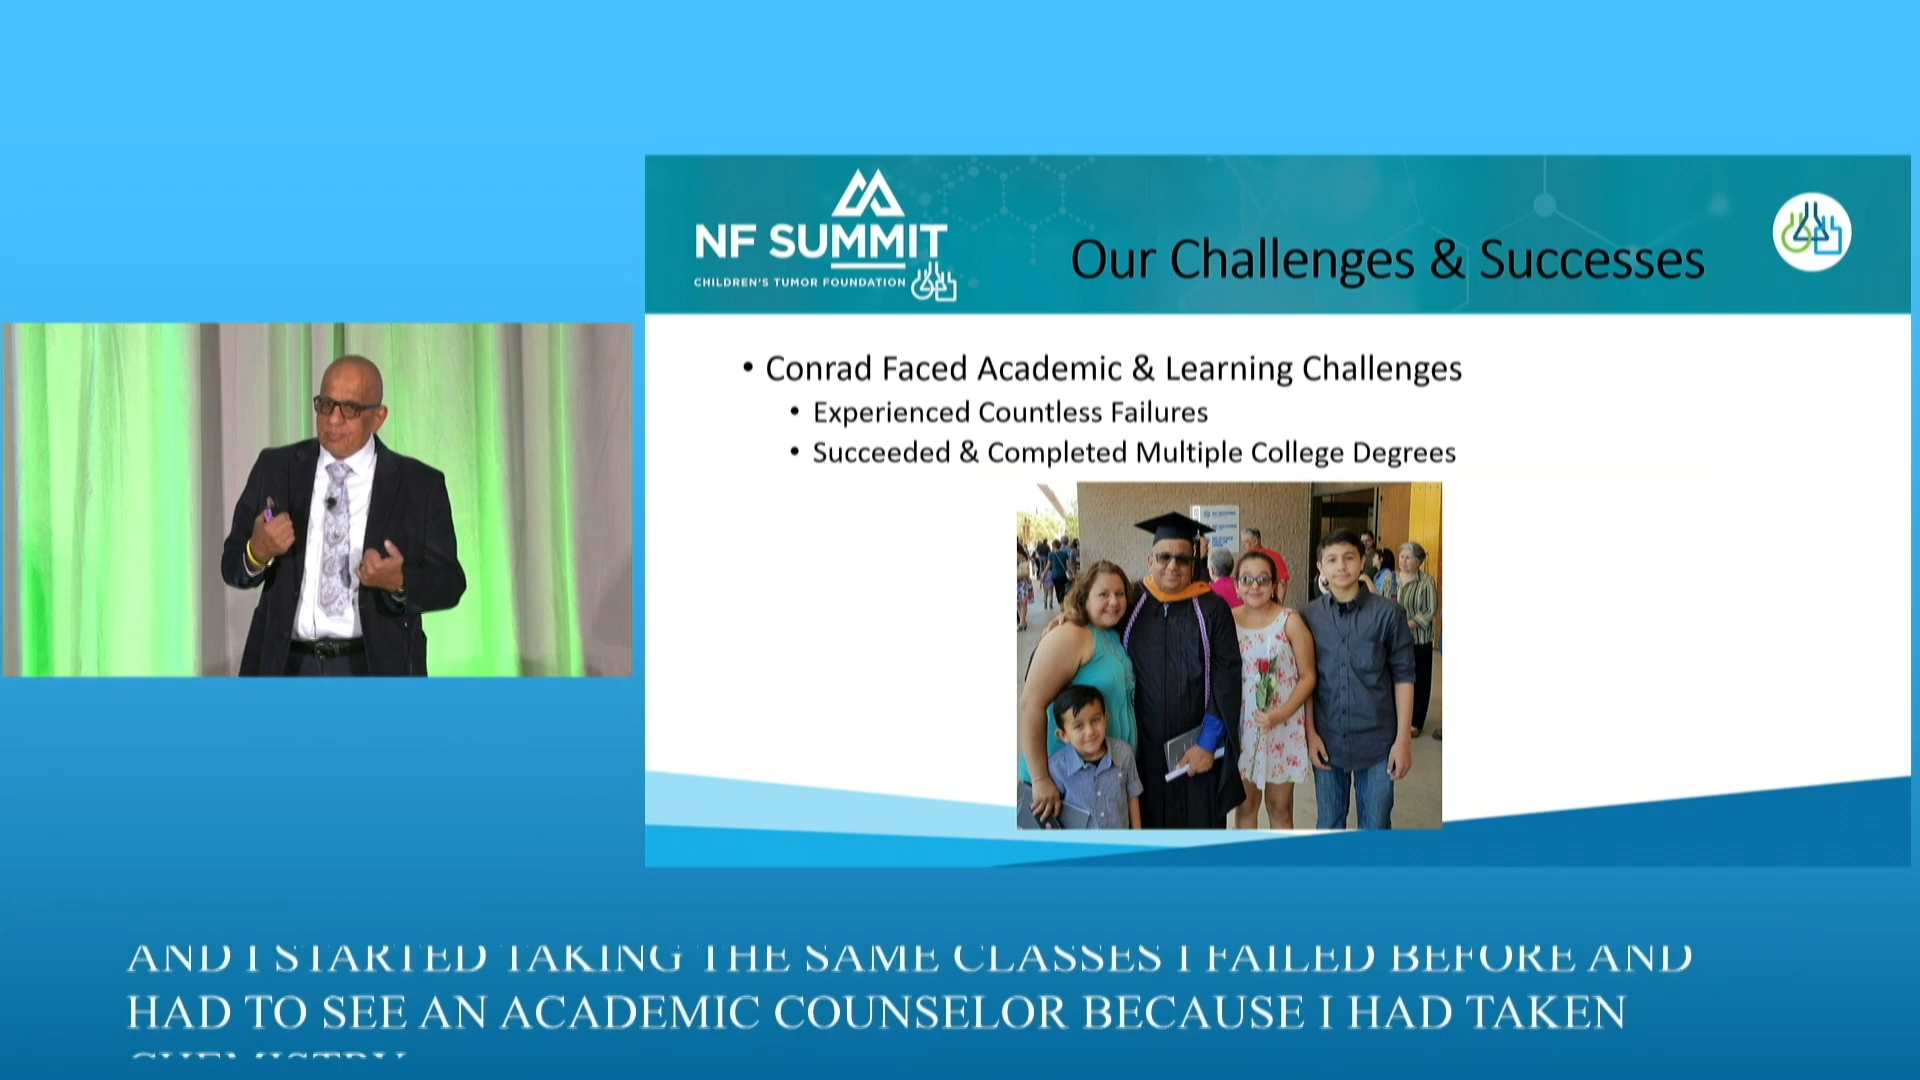 NF SUMMIT
CHILDREN'S TUMOR FOUNDATION
Our Challenges & Successes
• Conrad Faced Academic & Learning Challenges
• Experienced Countless Failures
• Succeeded & Completed Multiple College Degrees
AND I STARTED TAKING THE SAME CLASSES I FAILED BEFORE AND
HAD TO SEE AN ACADEMIC COUNSELOR BECAUSE I HAD TAKEN
CHEMISTRY